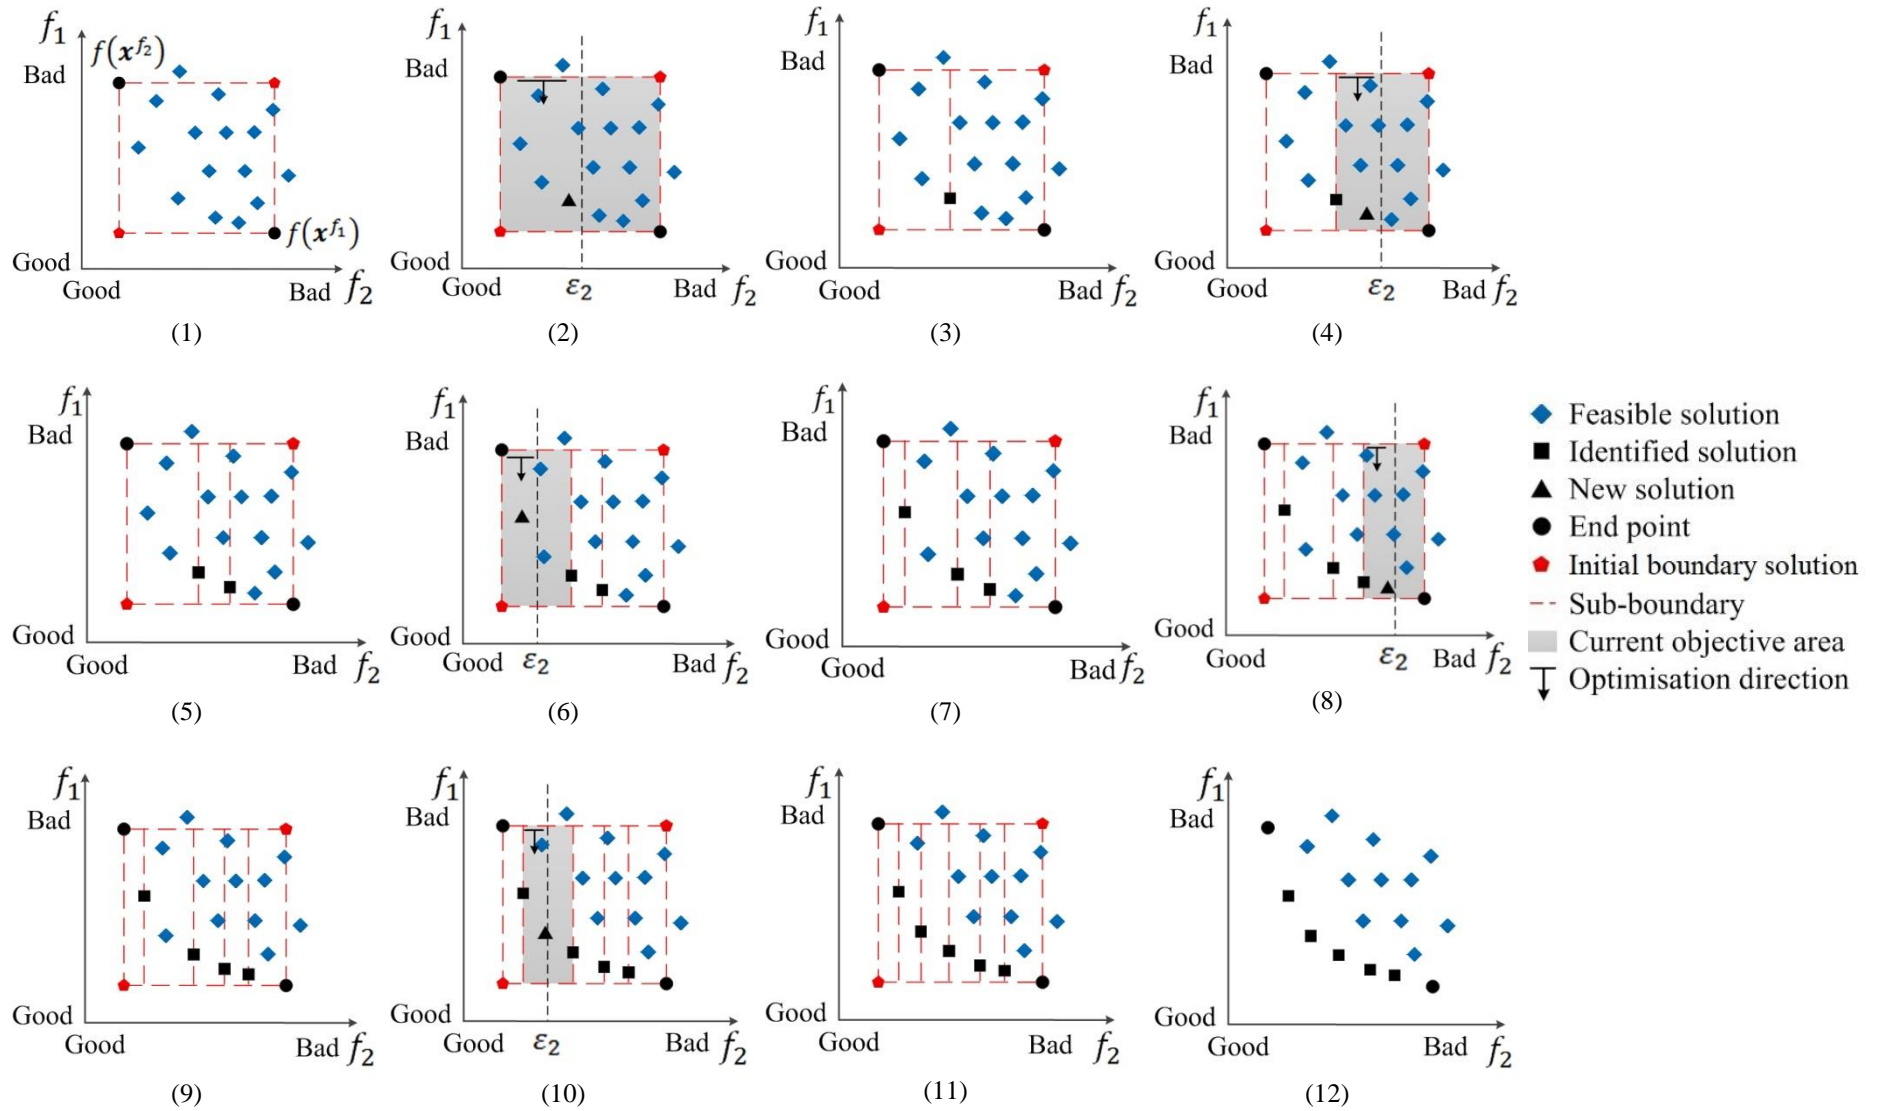 f₁
f(x^{f₂})
Bad
f(x^{f₁})
Good
Good
Bad f₂
(1)
f₁
Bad
Good
Good
ε₂
Bad f₂
(2)
f₁
Bad
Good
Good
Bad f₂
(3)
f₁
Bad
Good
Good
ε₂
Bad f₂
(4)
f₁
Bad
Good
Good
Bad f₂
(5)
f₁
Bad
Good
Good
ε₂
Bad f₂
(6)
f₁
Bad
Good
Good
Bad f₂
(7)
f₁
Bad
Good
Good
ε₂
Bad f₂
(8)
Feasible solution
Identified solution
New solution
End point
Initial boundary solution
Sub-boundary
Current objective area
Optimisation direction
f₁
Bad
Good
Good
Bad f₂
(9)
f₁
Bad
Good
Good
ε₂
Bad f₂
(10)
f₁
Bad
Good
Good
Bad f₂
(11)
f₁
Bad
Good
Good
Bad f₂
(12)